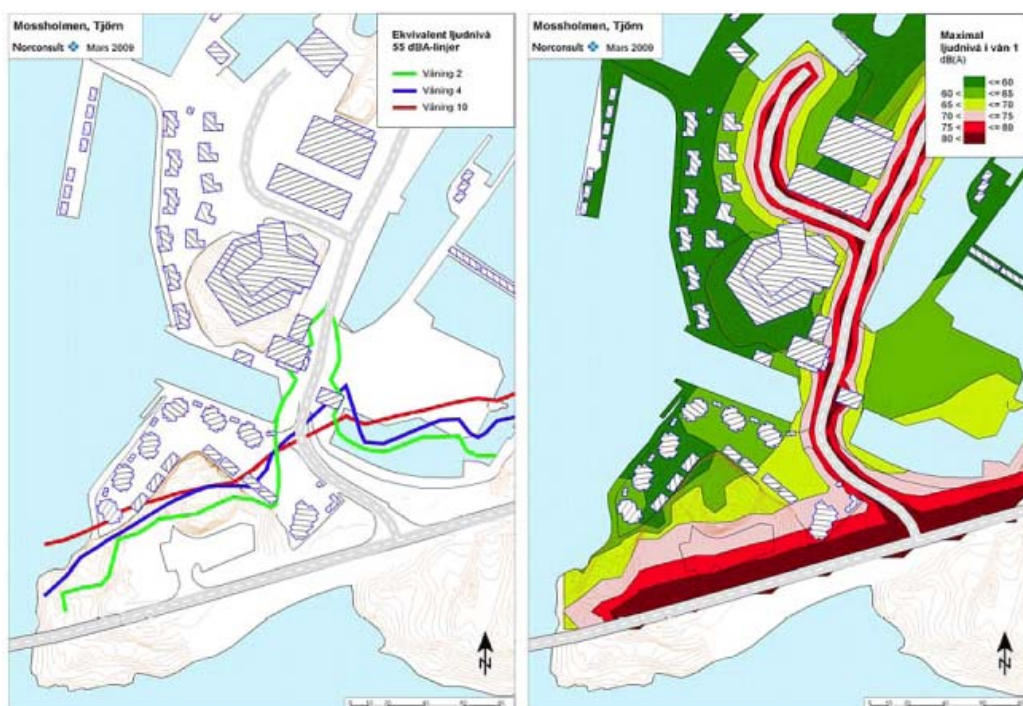 Mossholmen, Tjörn
Norconsult Mars 2009
Ekvivalent ljudnivå
55 dBA-linjer
Våning 2
Våning 4
Våning 10
N
Mossholmen, Tjörn
Norconsult Mars 2009
Maximal
ljudnivå i vån 1
dB(A)
<= 60
60 < <= 65
65 < <= 70
70 < <= 75
75 < <= 80
80 <
N